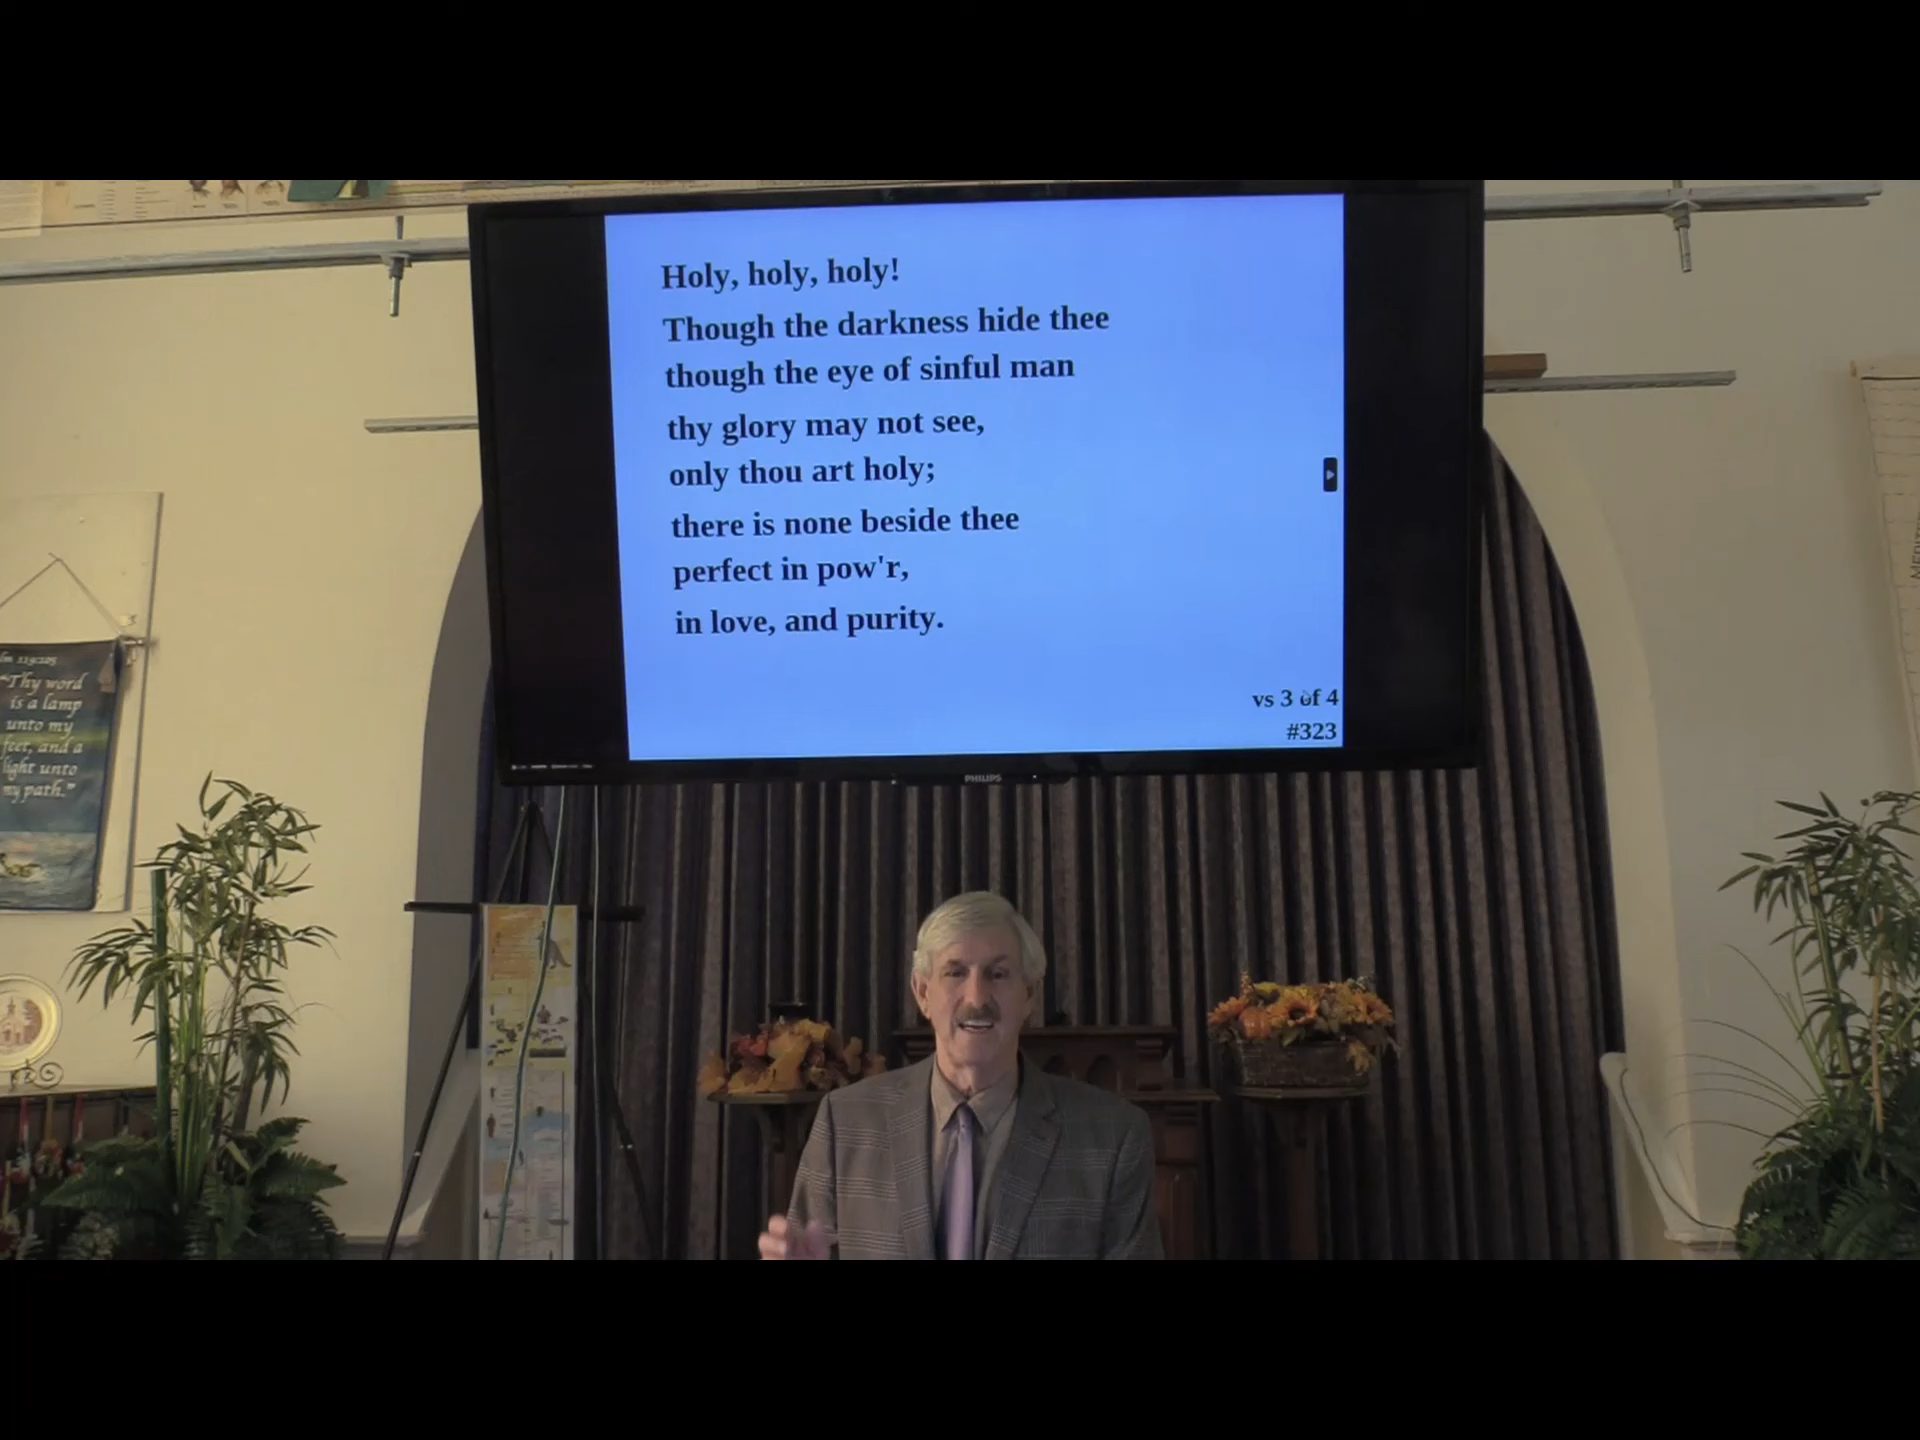 Holy, holy, holy!
Though the darkness hide thee
though the eye of sinful man
thy glory may not see,
only thou art holy;
there is none beside thee
perfect in pow'r,
in love, and purity.
vs 3 of 4
#323
PHILIPS
119:105
"Thy word
is a lamp
unto my
feet, and a
light unto
my path."